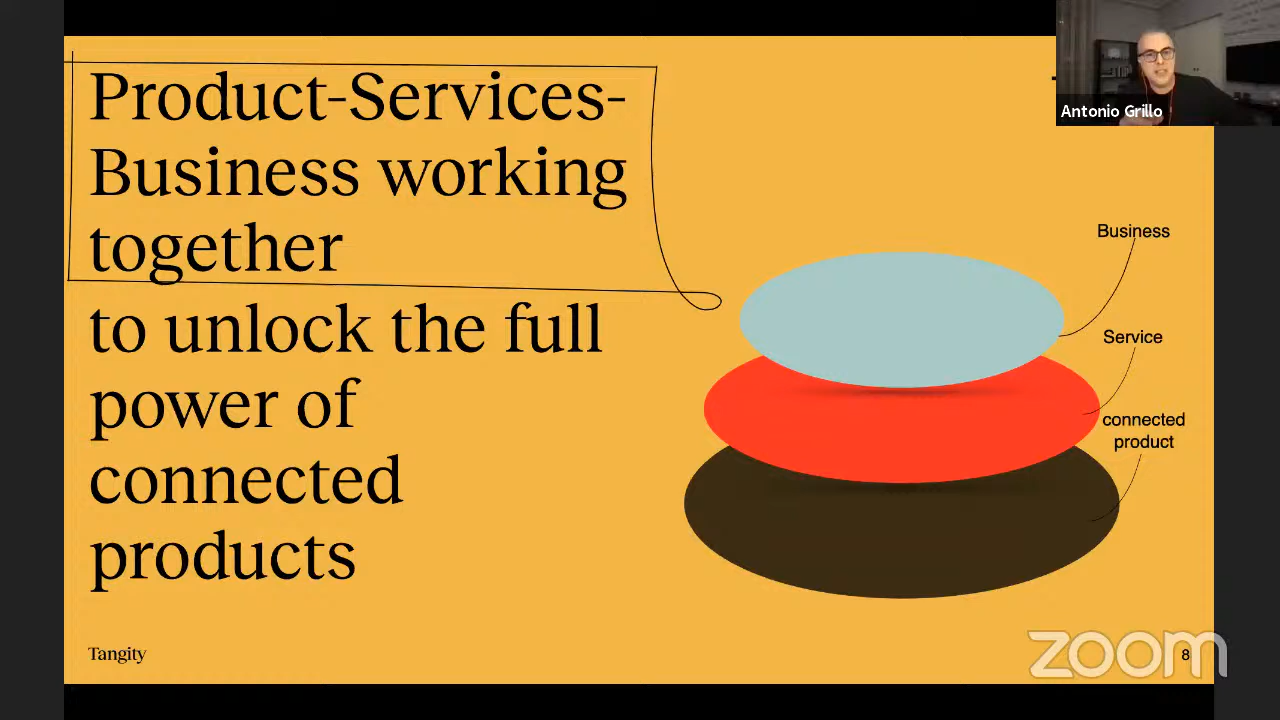 Product-Services-
Business working
together
to unlock the full
power of
connected
products
Antonio Grillo
Business
Service
connected
product
Tangity
zoom
8